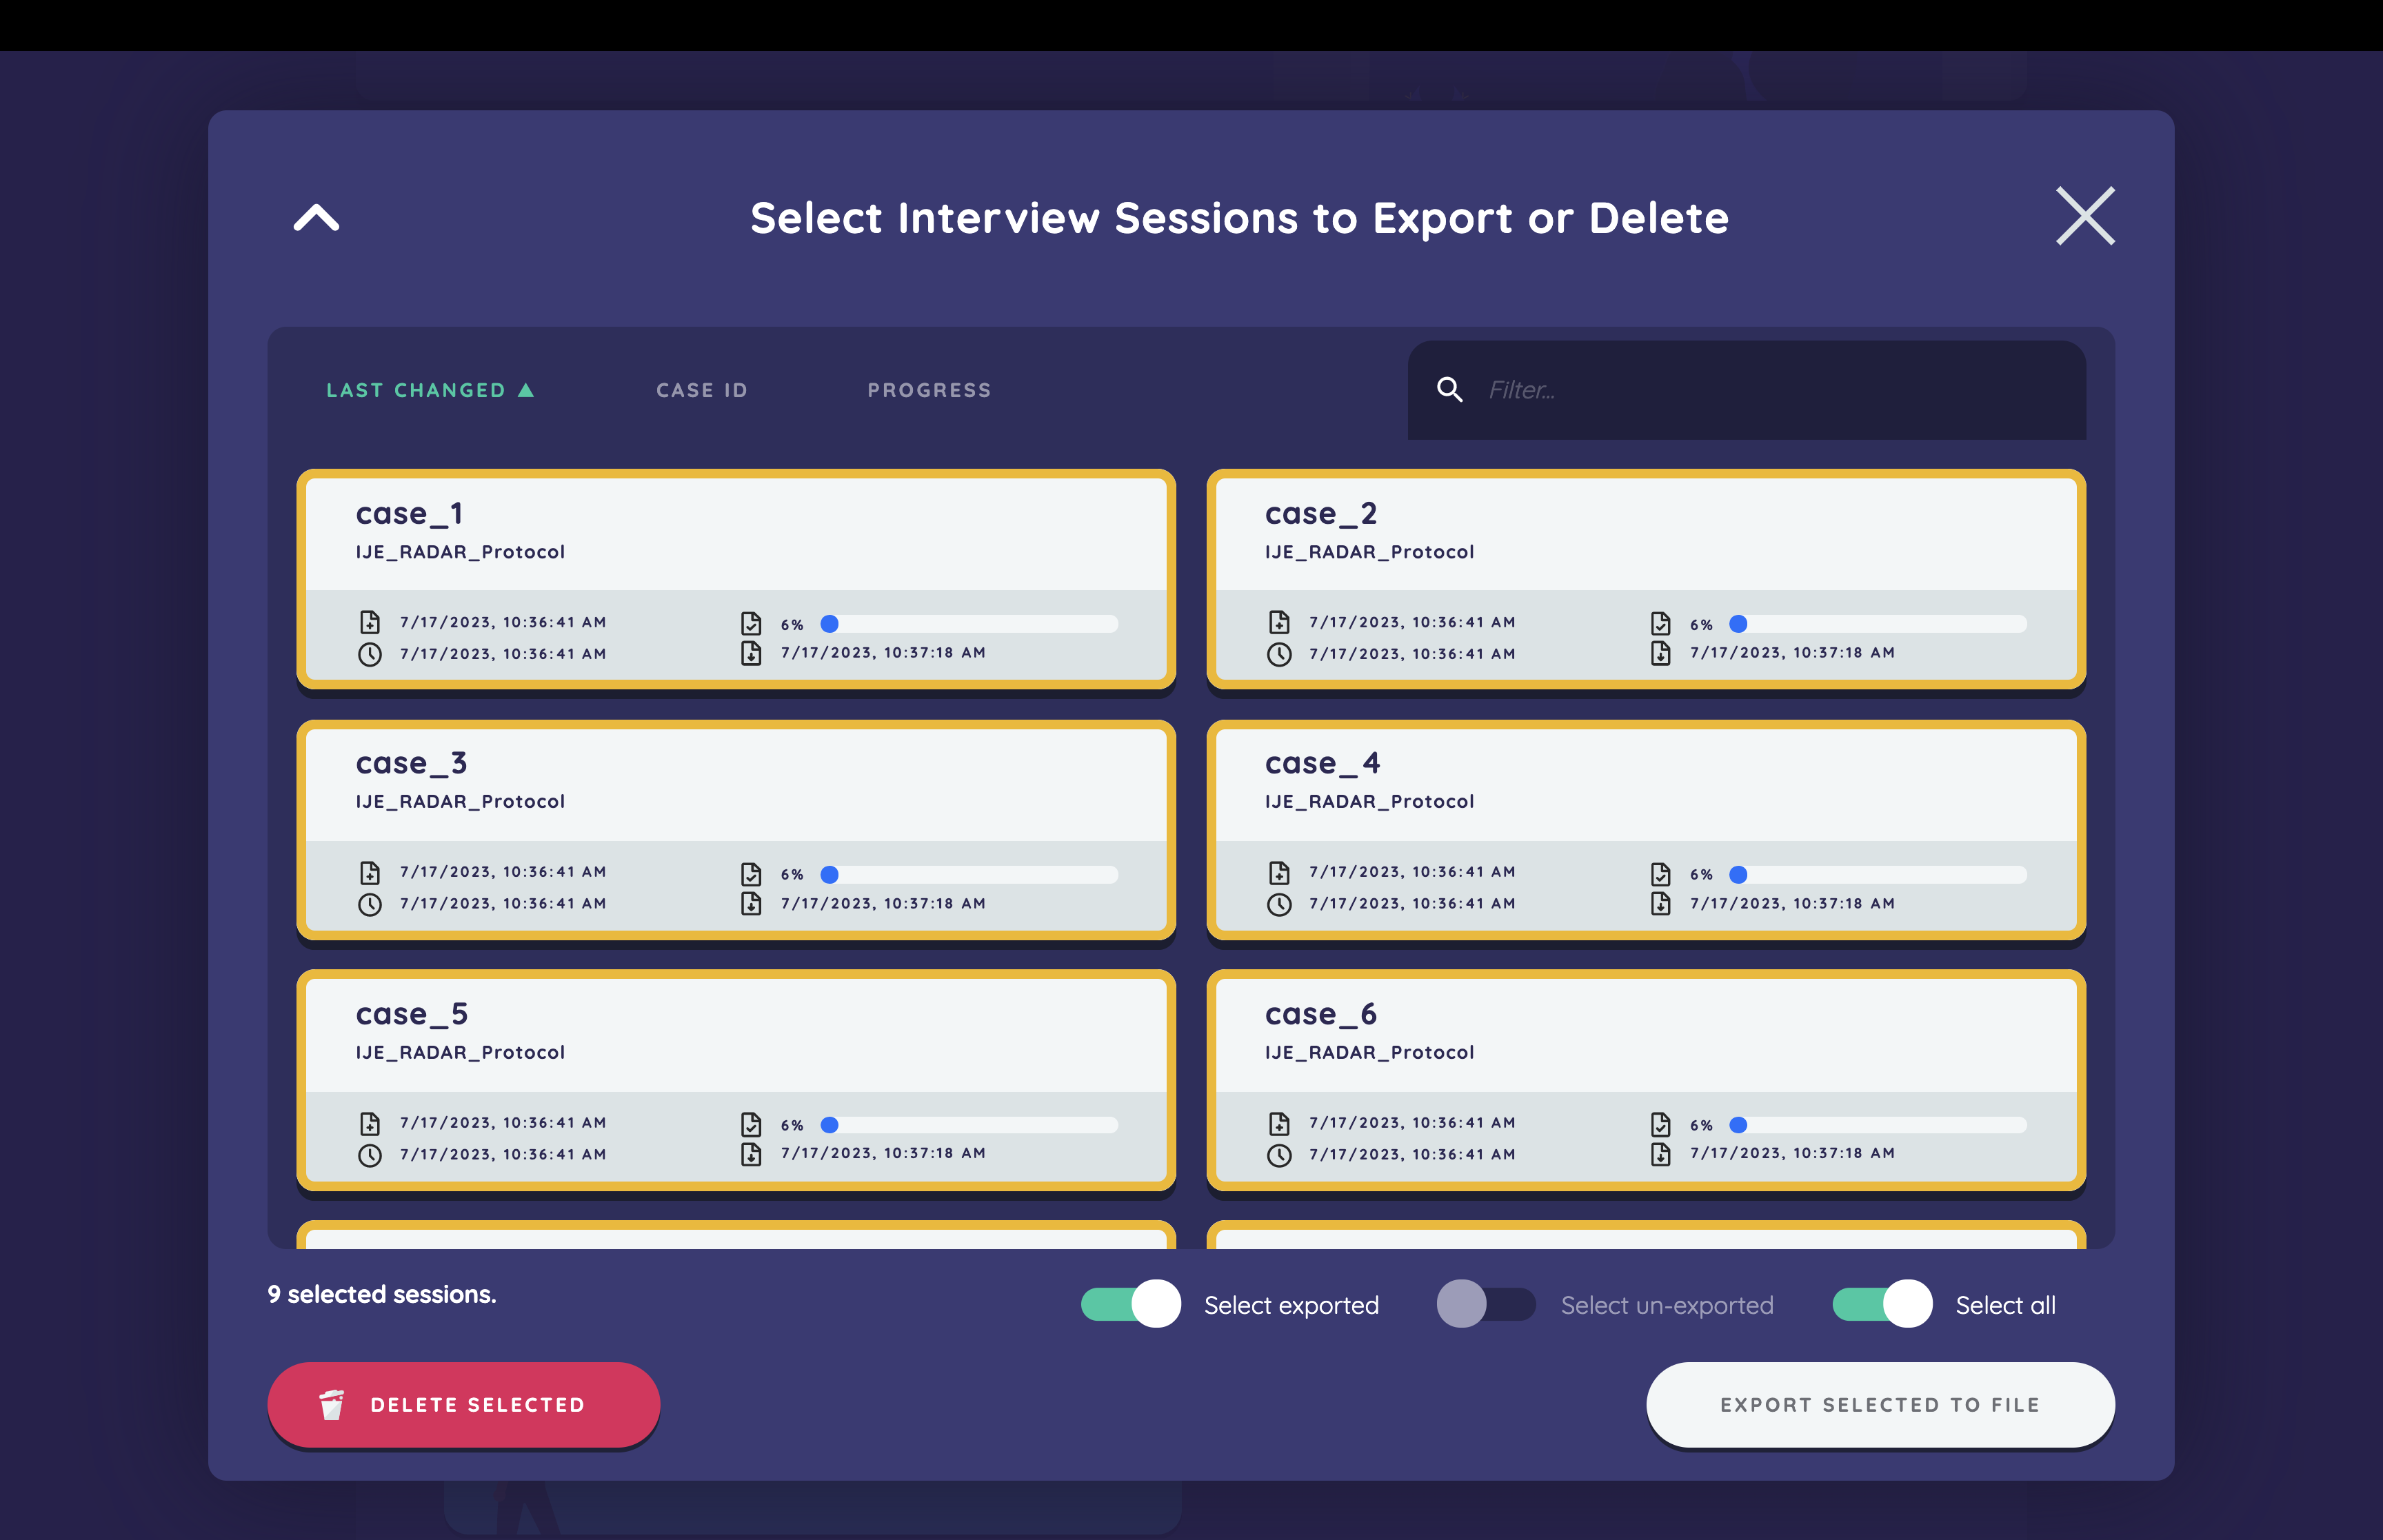 Select Interview Sessions to Export or Delete
LAST CHANGED ▲ CASE ID PROGRESS Filter...
case_1
IJE_RADAR_Protocol
7/17/2023, 10:36:41 AM 6%
7/17/2023, 10:36:41 AM 7/17/2023, 10:37:18 AM
case_2
IJE_RADAR_Protocol
7/17/2023, 10:36:41 AM 6%
7/17/2023, 10:36:41 AM 7/17/2023, 10:37:18 AM
case_3
IJE_RADAR_Protocol
7/17/2023, 10:36:41 AM 6%
7/17/2023, 10:36:41 AM 7/17/2023, 10:37:18 AM
case_4
IJE_RADAR_Protocol
7/17/2023, 10:36:41 AM 6%
7/17/2023, 10:36:41 AM 7/17/2023, 10:37:18 AM
case_5
IJE_RADAR_Protocol
7/17/2023, 10:36:41 AM 6%
7/17/2023, 10:36:41 AM 7/17/2023, 10:37:18 AM
case_6
IJE_RADAR_Protocol
7/17/2023, 10:36:41 AM 6%
7/17/2023, 10:36:41 AM 7/17/2023, 10:37:18 AM
9 selected sessions. Select exported Select un-exported Select all
DELETE SELECTED EXPORT SELECTED TO FILE